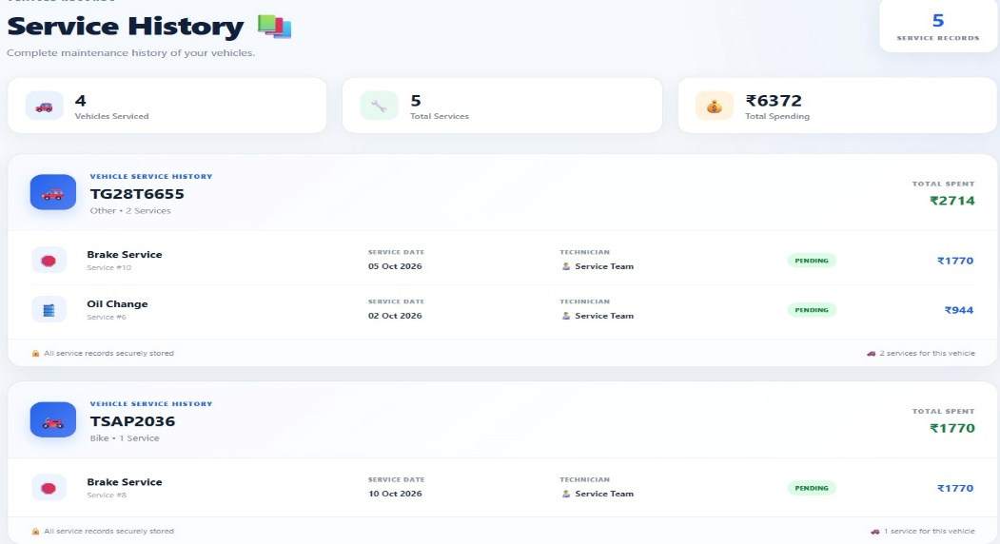 Service History
5
SERVICE RECORDS
Complete maintenance history of your vehicles.
4
Vehicles Serviced
5
Total Services
₹6372
Total Spending
VEHICLE SERVICE HISTORY
TG28T6655
Other • 2 Services
TOTAL SPENT
₹2714
Brake Service
Service #10
SERVICE DATE
05 Oct 2026
TECHNICIAN
Service Team
PENDING
₹1770
Oil Change
Service #6
SERVICE DATE
02 Oct 2026
TECHNICIAN
Service Team
PENDING
₹944
All service records securely stored
2 services for this vehicle
VEHICLE SERVICE HISTORY
TSAP2036
Bike • 1 Service
TOTAL SPENT
₹1770
Brake Service
Service #8
SERVICE DATE
10 Oct 2026
TECHNICIAN
Service Team
PENDING
₹1770
All service records securely stored
1 service for this vehicle